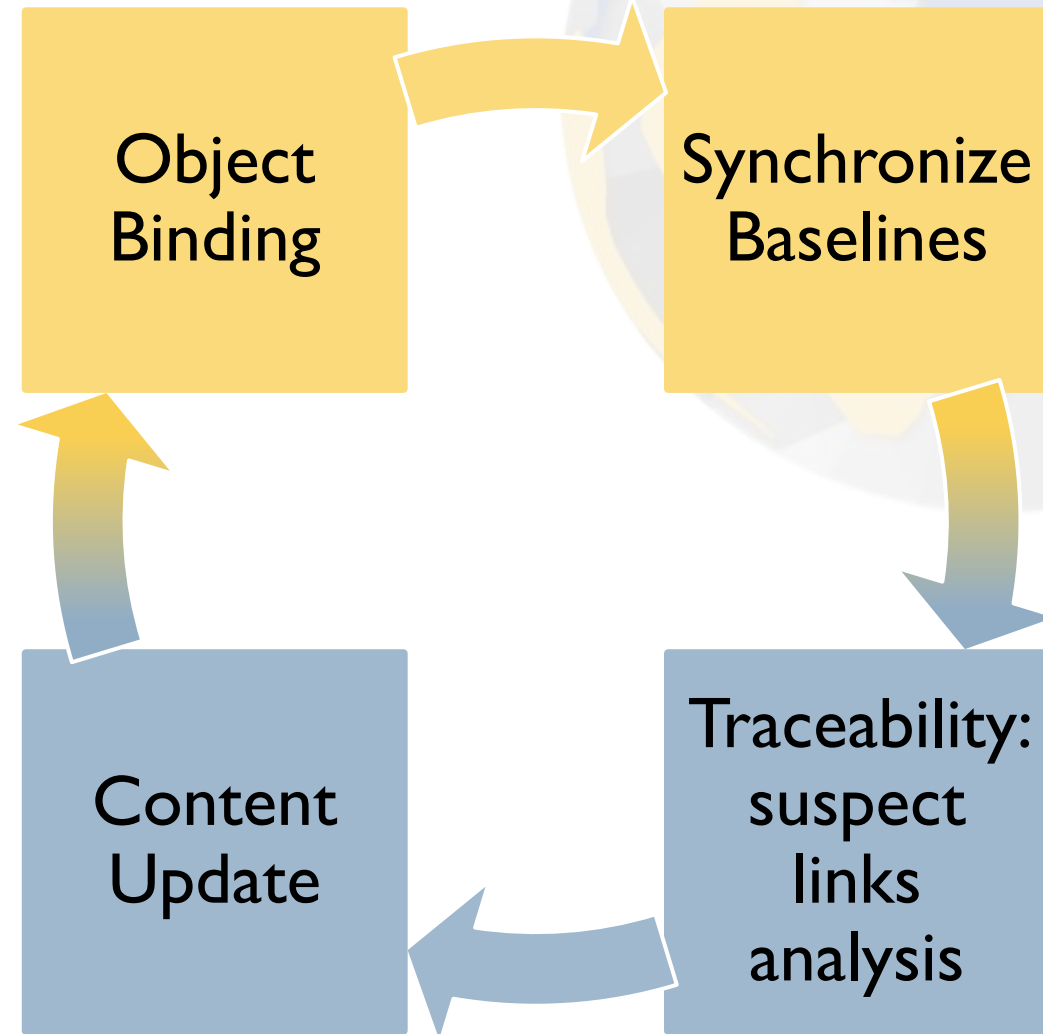 Object
Binding
Synchronize
Baselines
Traceability:
suspect
links
analysis
Content
Update